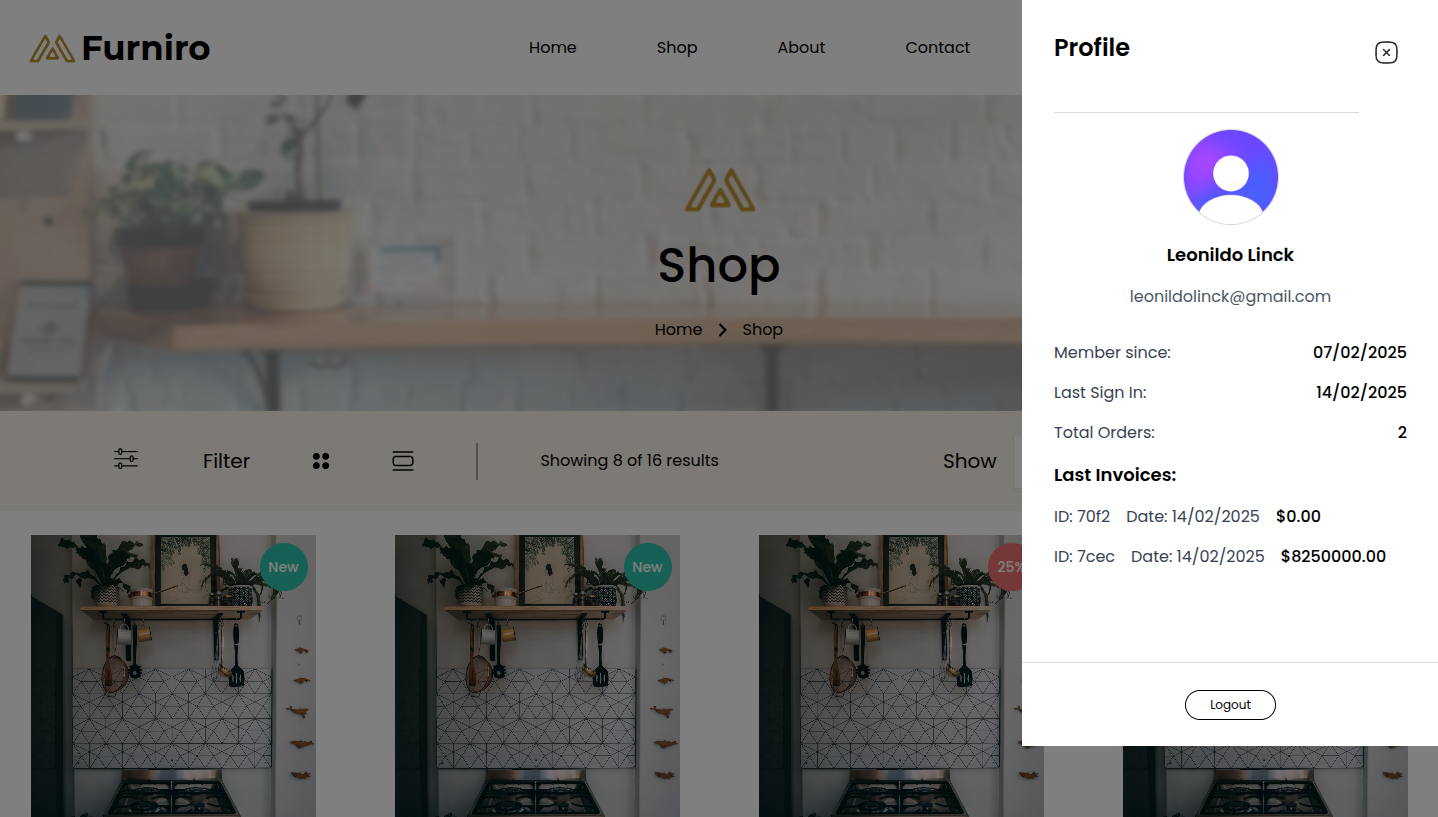 Furniro
Home Shop About Contact
Shop
Home Shop
Filter
Showing 8 of 16 results
Show
New
New
25%
Profile
Leonildo Linck
leonildolinck@gmail.com
Member since: 07/02/2025
Last Sign In: 14/02/2025
Total Orders: 2
Last Invoices:
ID: 70f2 Date: 14/02/2025 $0.00
ID: 7cec Date: 14/02/2025 $8250000.00
Logout